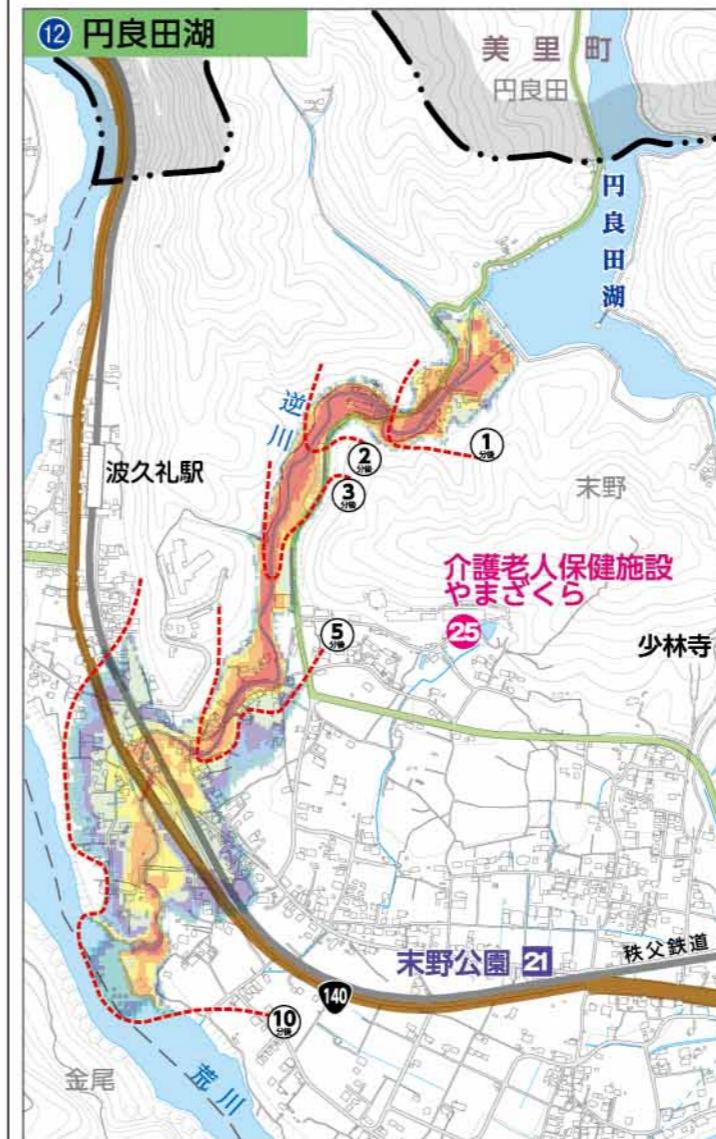 ⑫ 円良田湖
美里町
円良田
円良田湖
逆川
①分後
②分後
③分後
波久礼駅
末野
介護老人保健施設
やまざくら
㉕
少林寺
⑤分後
末野公園 21
秩父鉄道
140
⑩分後
金尾
荒川